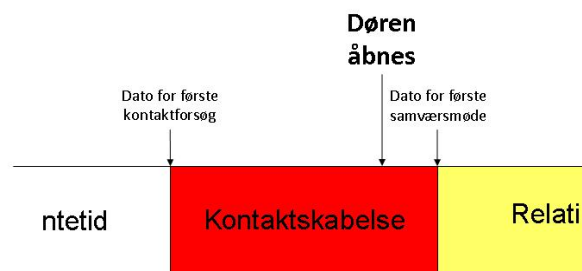 Døren
åbnes
Dato for første
kontaktforsøg
Dato for første
samværsmøde
ntetid
Kontaktskabelse
Relati